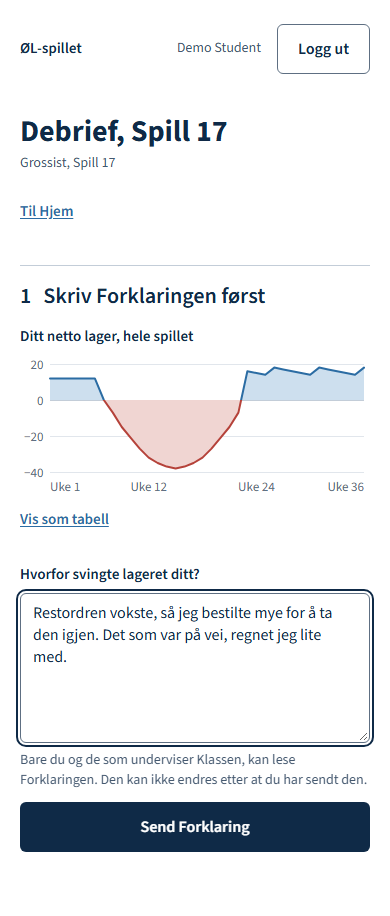 ØL-spillet
Demo Student
Logg ut
Debrief, Spill 17
Grossist, Spill 17
Til Hjem
1 Skriv Forklaringen først
Ditt netto lager, hele spillet
20
0
−20
−40
Uke 1
Uke 12
Uke 24
Uke 36
Vis som tabell
Hvorfor svingte lageret ditt?
Restordren vokste, så jeg bestilte mye for å ta
den igjen. Det som var på vei, regnet jeg lite
med.
Bare du og de som underviser Klassen, kan lese
Forklaringen. Den kan ikke endres etter at du har sendt den.
Send Forklaring